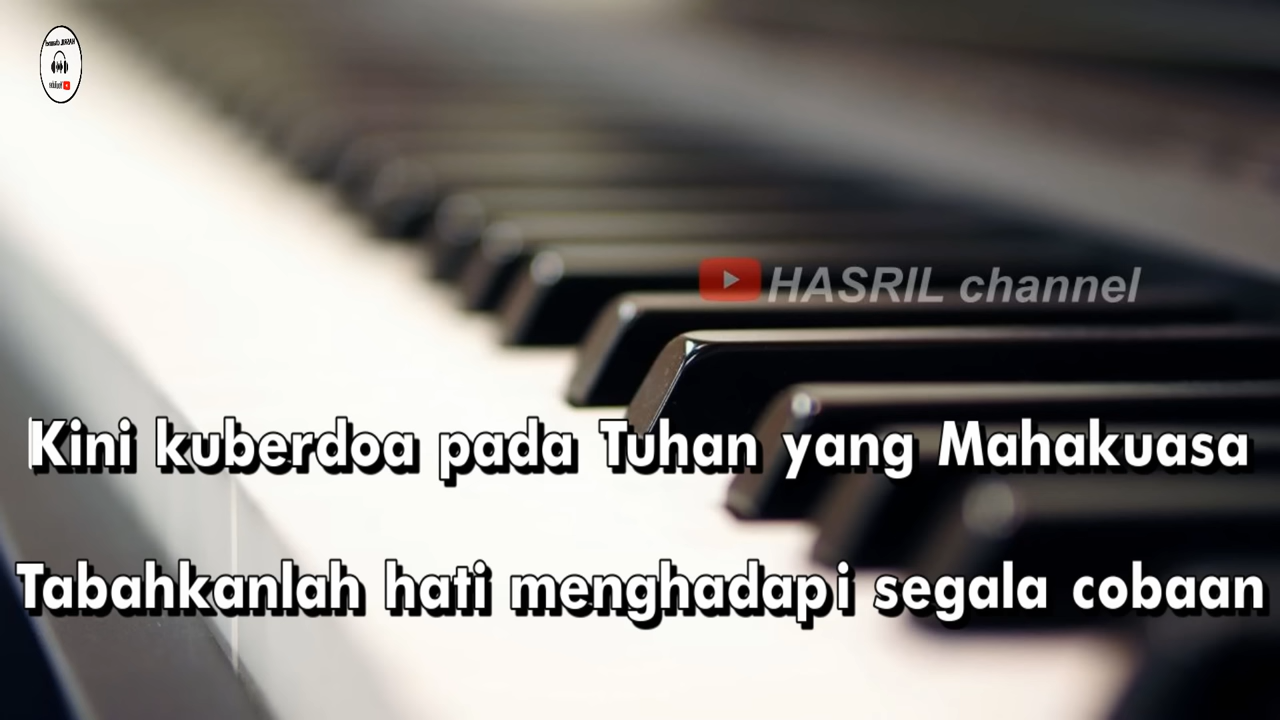 HASRIL channel
Kini kuberdoa pada Tuhan yang Mahakuasa
Tabahkanlah hati menghadapi segala cobaan